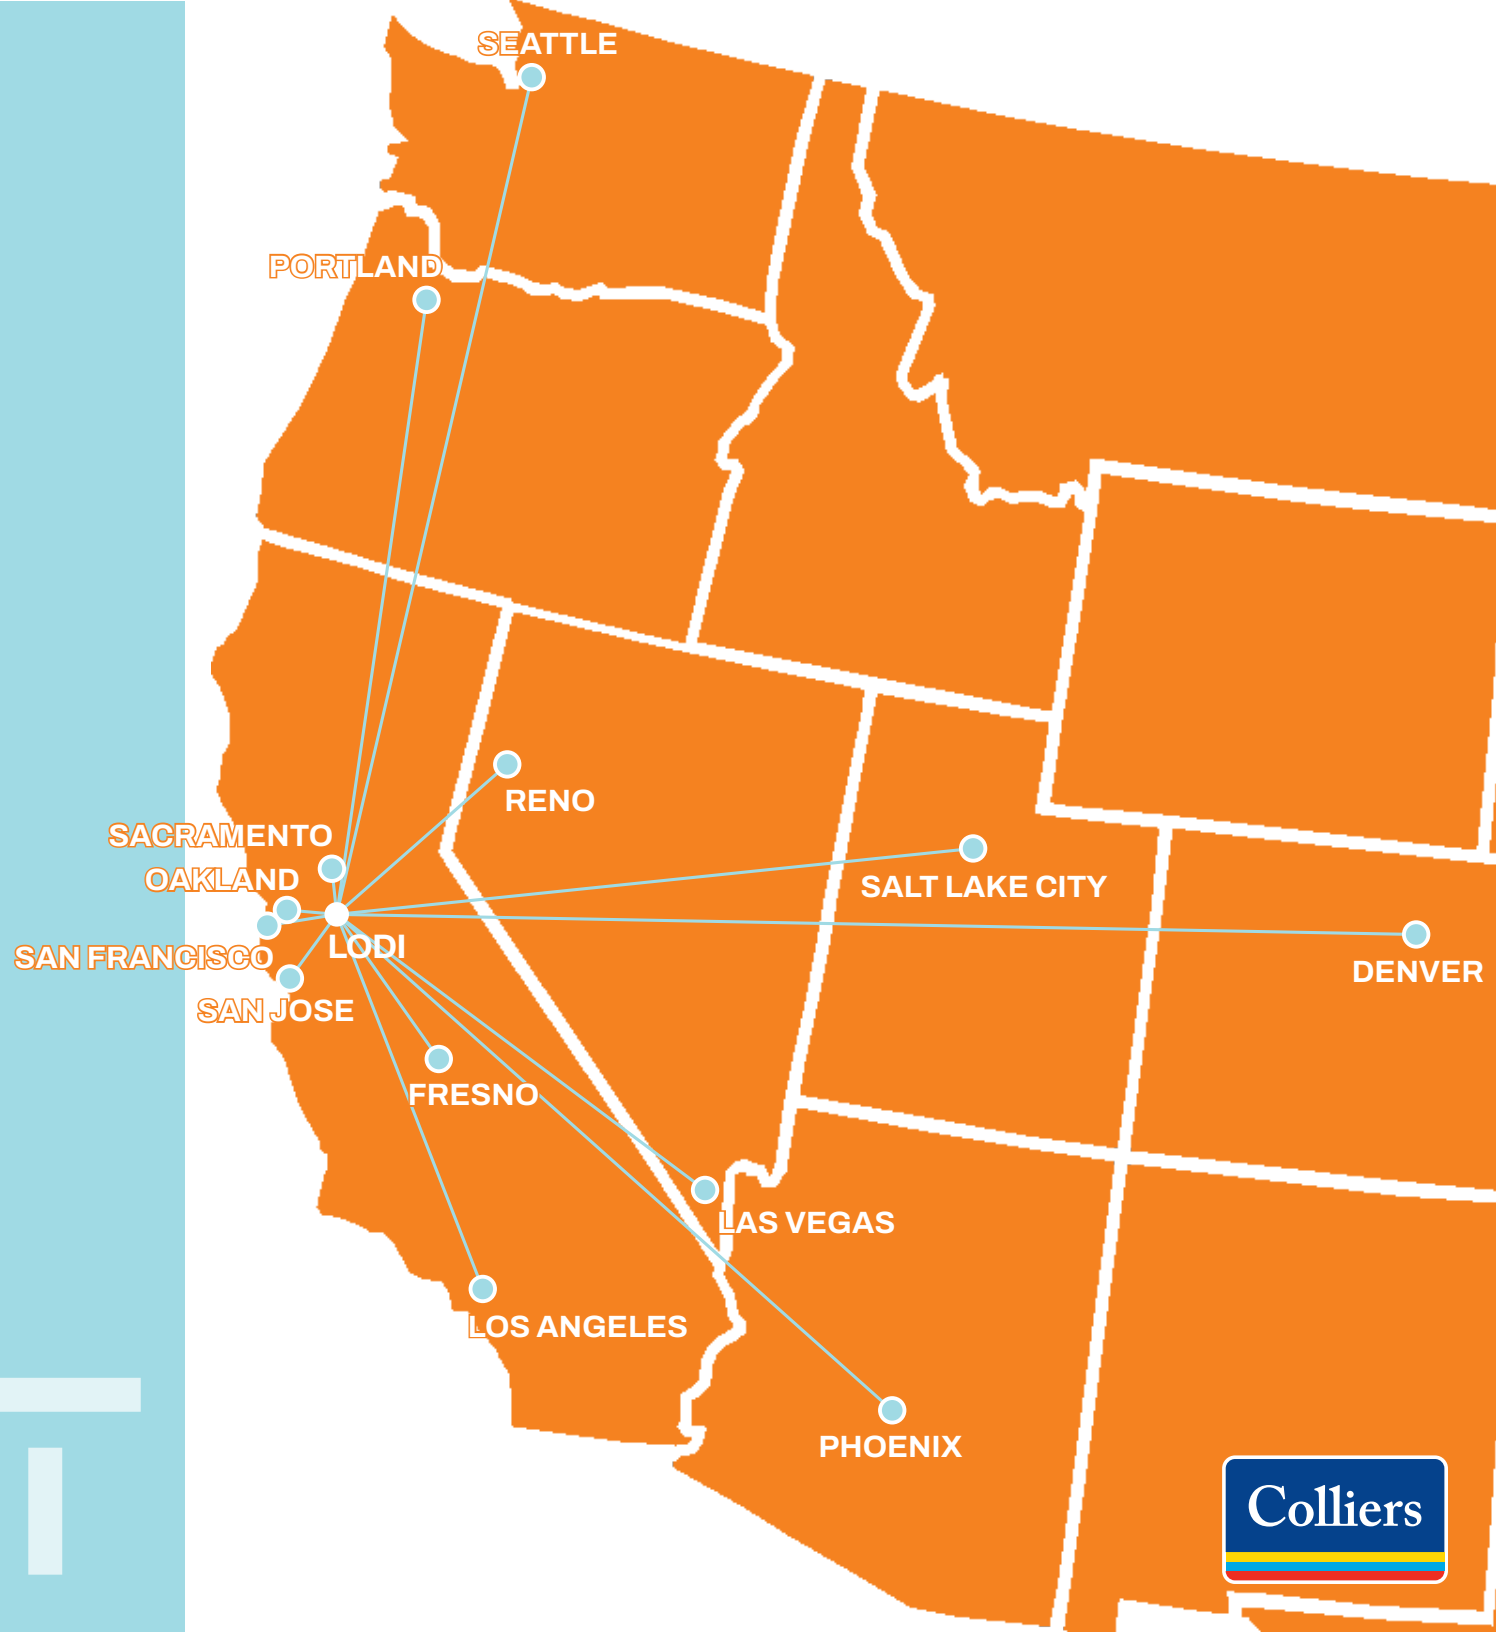 SEATTLE
PORTLAND
RENO
SACRAMENTO
OAKLAND
SALT LAKE CITY
LODI
SAN FRANCISCO
DENVER
SAN JOSE
FRESNO
LAS VEGAS
LOS ANGELES
PHOENIX
Colliers